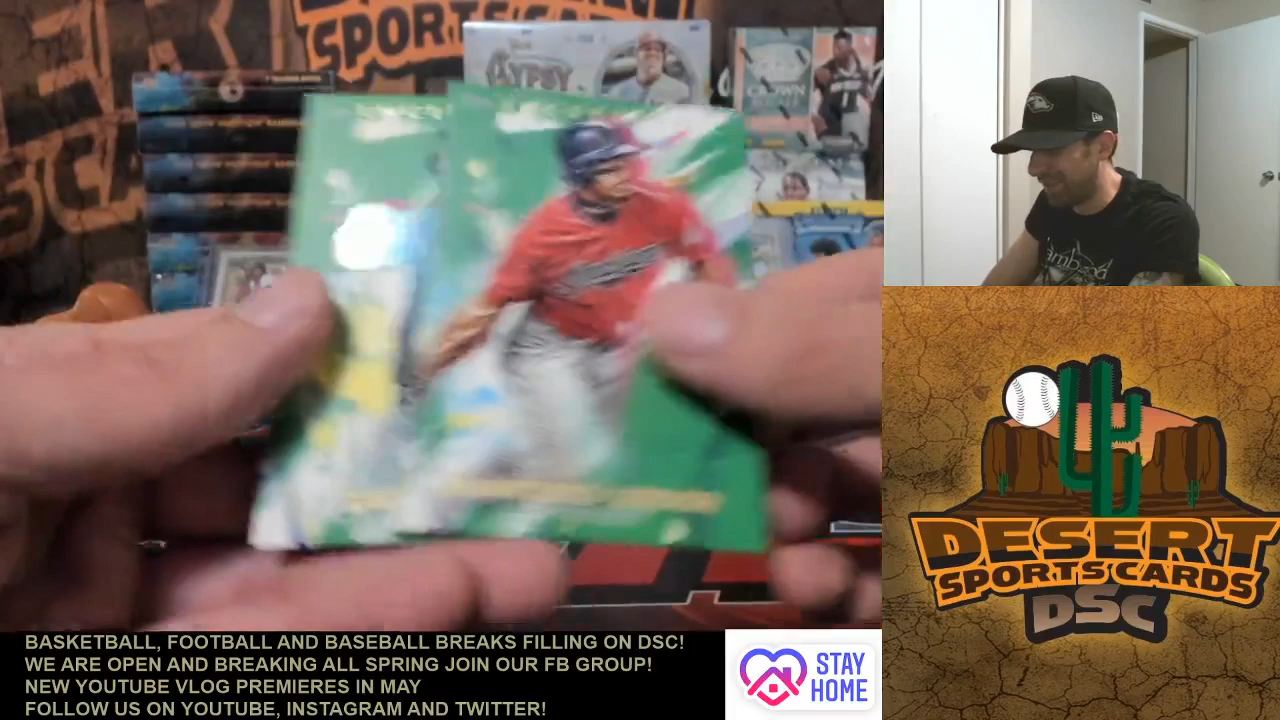 SPORTS
GYPSY
CROWN
DESERT
SPORTS CARDS
DSC
BASKETBALL, FOOTBALL AND BASEBALL BREAKS FILLING ON DSC!
WE ARE OPEN AND BREAKING ALL SPRING JOIN OUR FB GROUP!
NEW YOUTUBE VLOG PREMIERES IN MAY
FOLLOW US ON YOUTUBE, INSTAGRAM AND TWITTER!
STAY
HOME